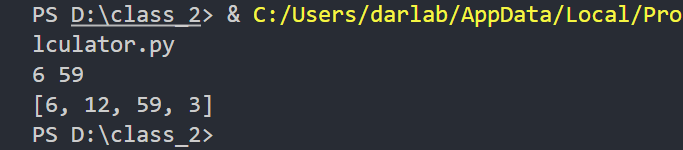 PS D:\class_2> & C:/Users/darlab/AppData/Local/Pro
lculator.py
6 59
[6, 12, 59, 3]
PS D:\class_2>